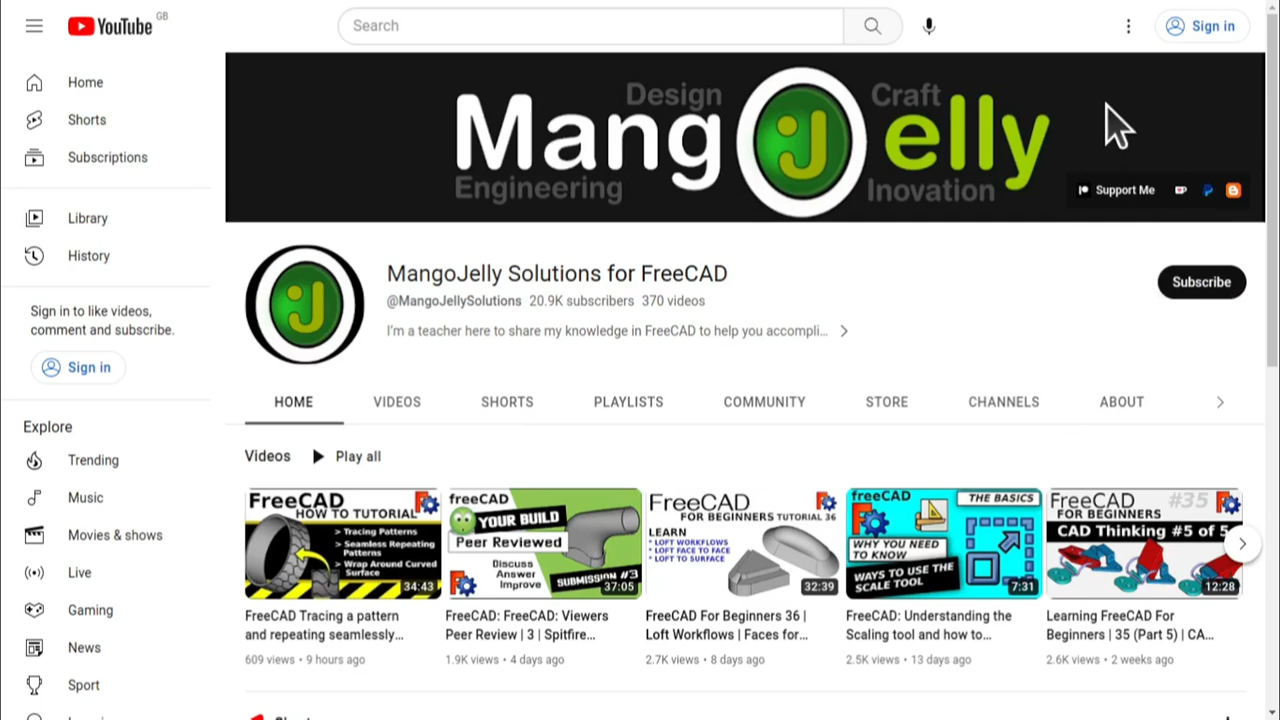 YouTube GB
Search
Sign in
Home
Shorts
Subscriptions
Library
History
Sign in to like videos,
comment and subscribe.
Sign in
Explore
Trending
Music
Movies & shows
Live
Gaming
News
Sport
Design Craft
Mang J elly
Engineering Inovation
Support Me
MangoJelly Solutions for FreeCAD
@MangoJellySolutions 20.9K subscribers 370 videos
I'm a teacher here to share my knowledge in FreeCAD to help you accompli...
Subscribe
HOME VIDEOS SHORTS PLAYLISTS COMMUNITY STORE CHANNELS ABOUT
Videos Play all
FreeCAD
HOW TO TUTORIAL
> Tracing Patterns
> Seamless Repeating
Patterns
> Wrap Around Curved
Surface
34:43
FreeCAD Tracing a pattern
and repeating seamlessly...
609 views • 9 hours ago
freeCAD
YOUR BUILD
Peer Reviewed
Discuss
Answer
Improve
SUBMISSION #3
37:05
FreeCAD: FreeCAD: Viewers
Peer Review | 3 | Spitfire...
1.9K views • 4 days ago
FreeCAD
FOR BEGINNERS TUTORIAL 36
LEARN
* LOFT WORKFLOWS
* LOFT FACE TO FACE
* LOFT TO SURFACE
32:39
FreeCAD For Beginners 36 |
Loft Workflows | Faces for...
2.7K views • 8 days ago
freeCAD
THE BASICS
WHY YOU NEED
TO KNOW
WAYS TO USE THE
SCALE TOOL
7:31
FreeCAD: Understanding the
Scaling tool and how to...
2.5K views • 13 days ago
FreeCAD #35
FOR BEGINNERS
CAD Thinking #5 of 5
12:28
Learning FreeCAD For
Beginners | 35 (Part 5) | CA...
2.6K views • 2 weeks ago